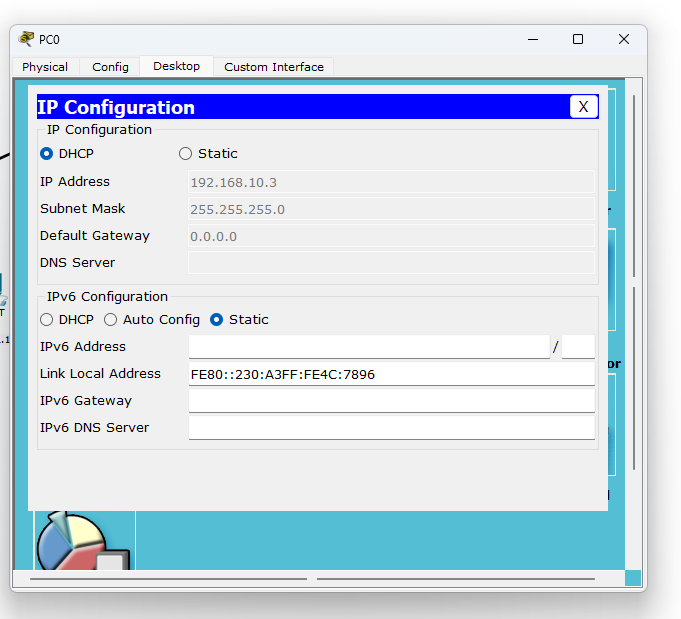 PC0
Physical Config Desktop Custom Interface
IP Configuration X
IP Configuration
DHCP Static
IP Address 192.168.10.3
Subnet Mask 255.255.255.0
Default Gateway 0.0.0.0
DNS Server
IPv6 Configuration
DHCP Auto Config Static
IPv6 Address /
Link Local Address FE80::230:A3FF:FE4C:7896
IPv6 Gateway
IPv6 DNS Server